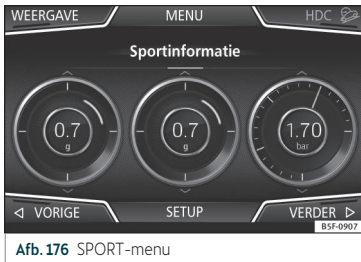 WEERGAVE MENU HDC
Sportinformatie
0.7 0.7 1.70
g g bar
◁ VORIGE SETUP VERDER ▷
B5F-0907
Afb. 176 SPORT-menu